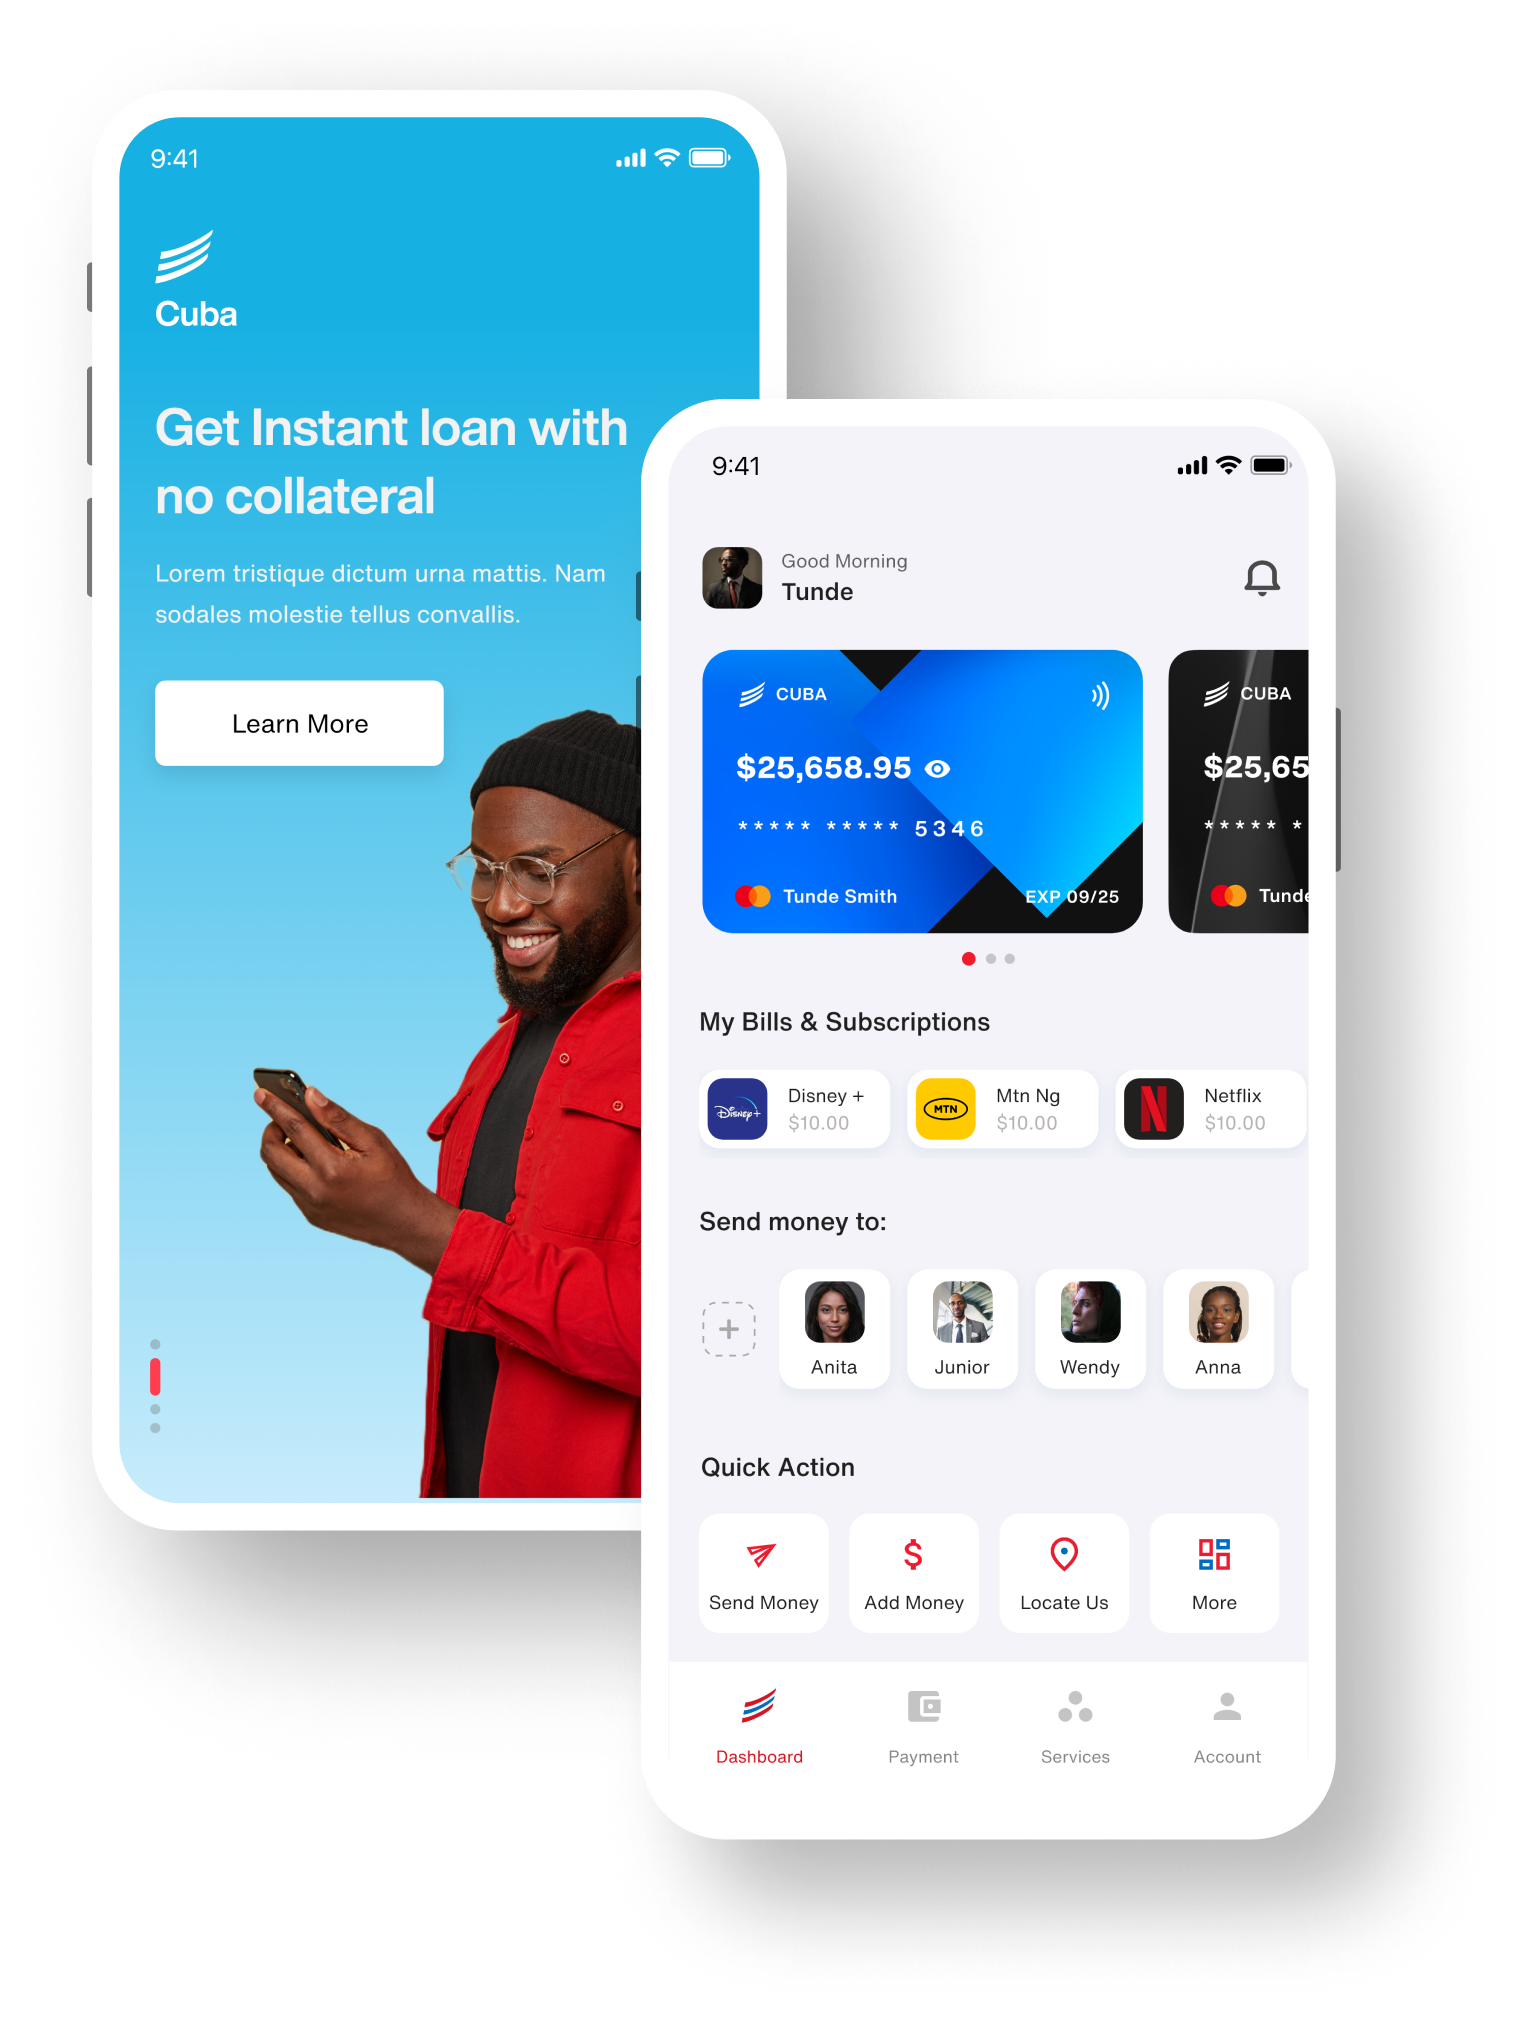 9:41
Cuba
Get Instant loan with
no collateral
Lorem tristique dictum urna mattis. Nam
sodales molestie tellus convallis.
Learn More
9:41
Good Morning
Tunde
CUBA
$25,658.95
***** ***** 5346
Tunde Smith
EXP 09/25
CUBA
$25,65
***** *
Tunde
My Bills & Subscriptions
Disney+
Disney +
$10.00
MTN
Mtn Ng
$10.00
N
Netflix
$10.00
Send money to:
Anita
Junior
Wendy
Anna
Quick Action
Send Money
Add Money
Locate Us
More
Dashboard
Payment
Services
Account